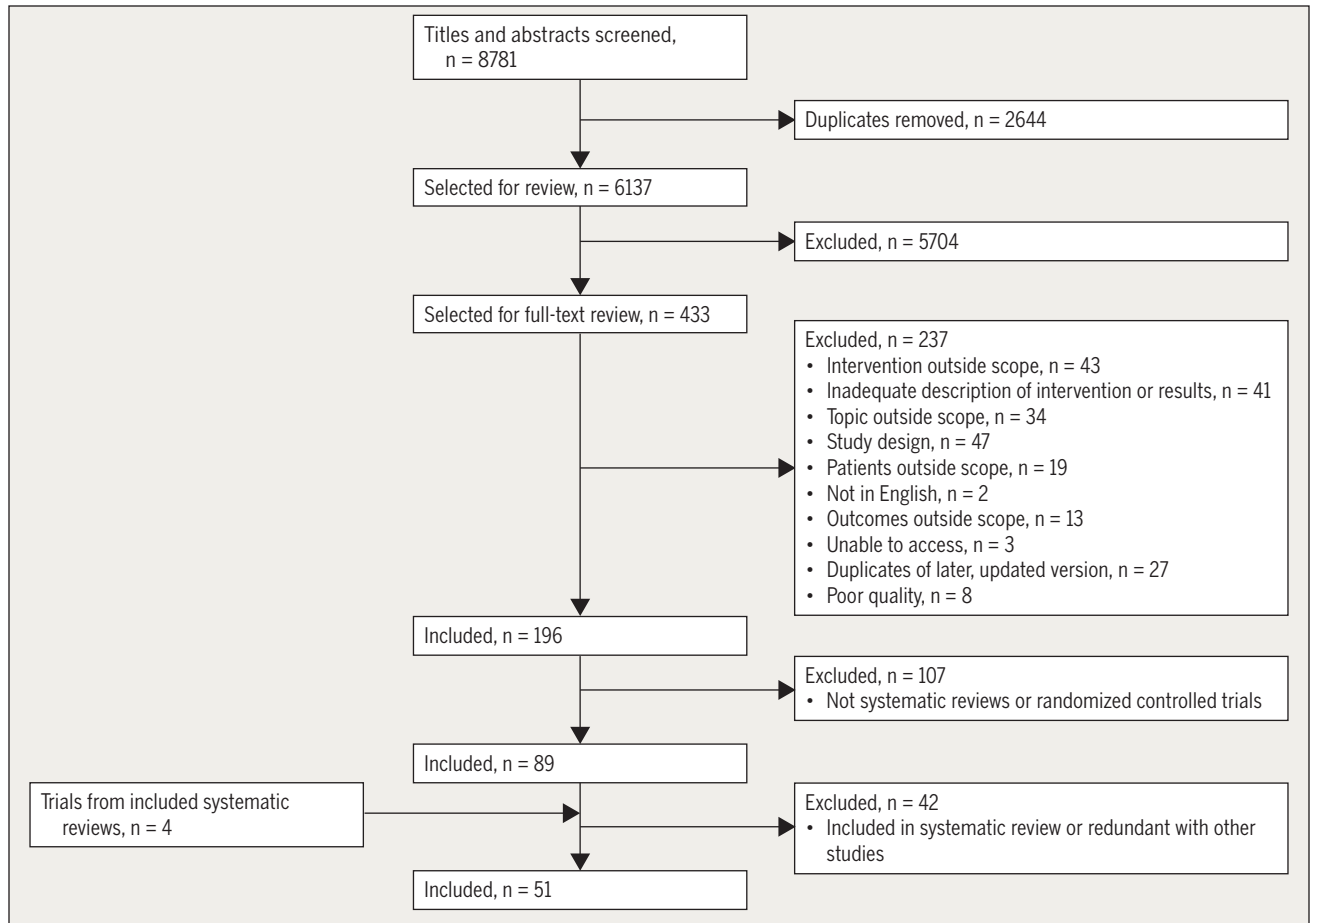 Titles and abstracts screened,
n = 8781
Duplicates removed, n = 2644
Selected for review, n = 6137
Excluded, n = 5704
Selected for full-text review, n = 433
Excluded, n = 237
• Intervention outside scope, n = 43
• Inadequate description of intervention or results, n = 41
• Topic outside scope, n = 34
• Study design, n = 47
• Patients outside scope, n = 19
• Not in English, n = 2
• Outcomes outside scope, n = 13
• Unable to access, n = 3
• Duplicates of later, updated version, n = 27
• Poor quality, n = 8
Included, n = 196
Excluded, n = 107
• Not systematic reviews or randomized controlled trials
Included, n = 89
Trials from included systematic
reviews, n = 4
Excluded, n = 42
• Included in systematic review or redundant with other
studies
Included, n = 51